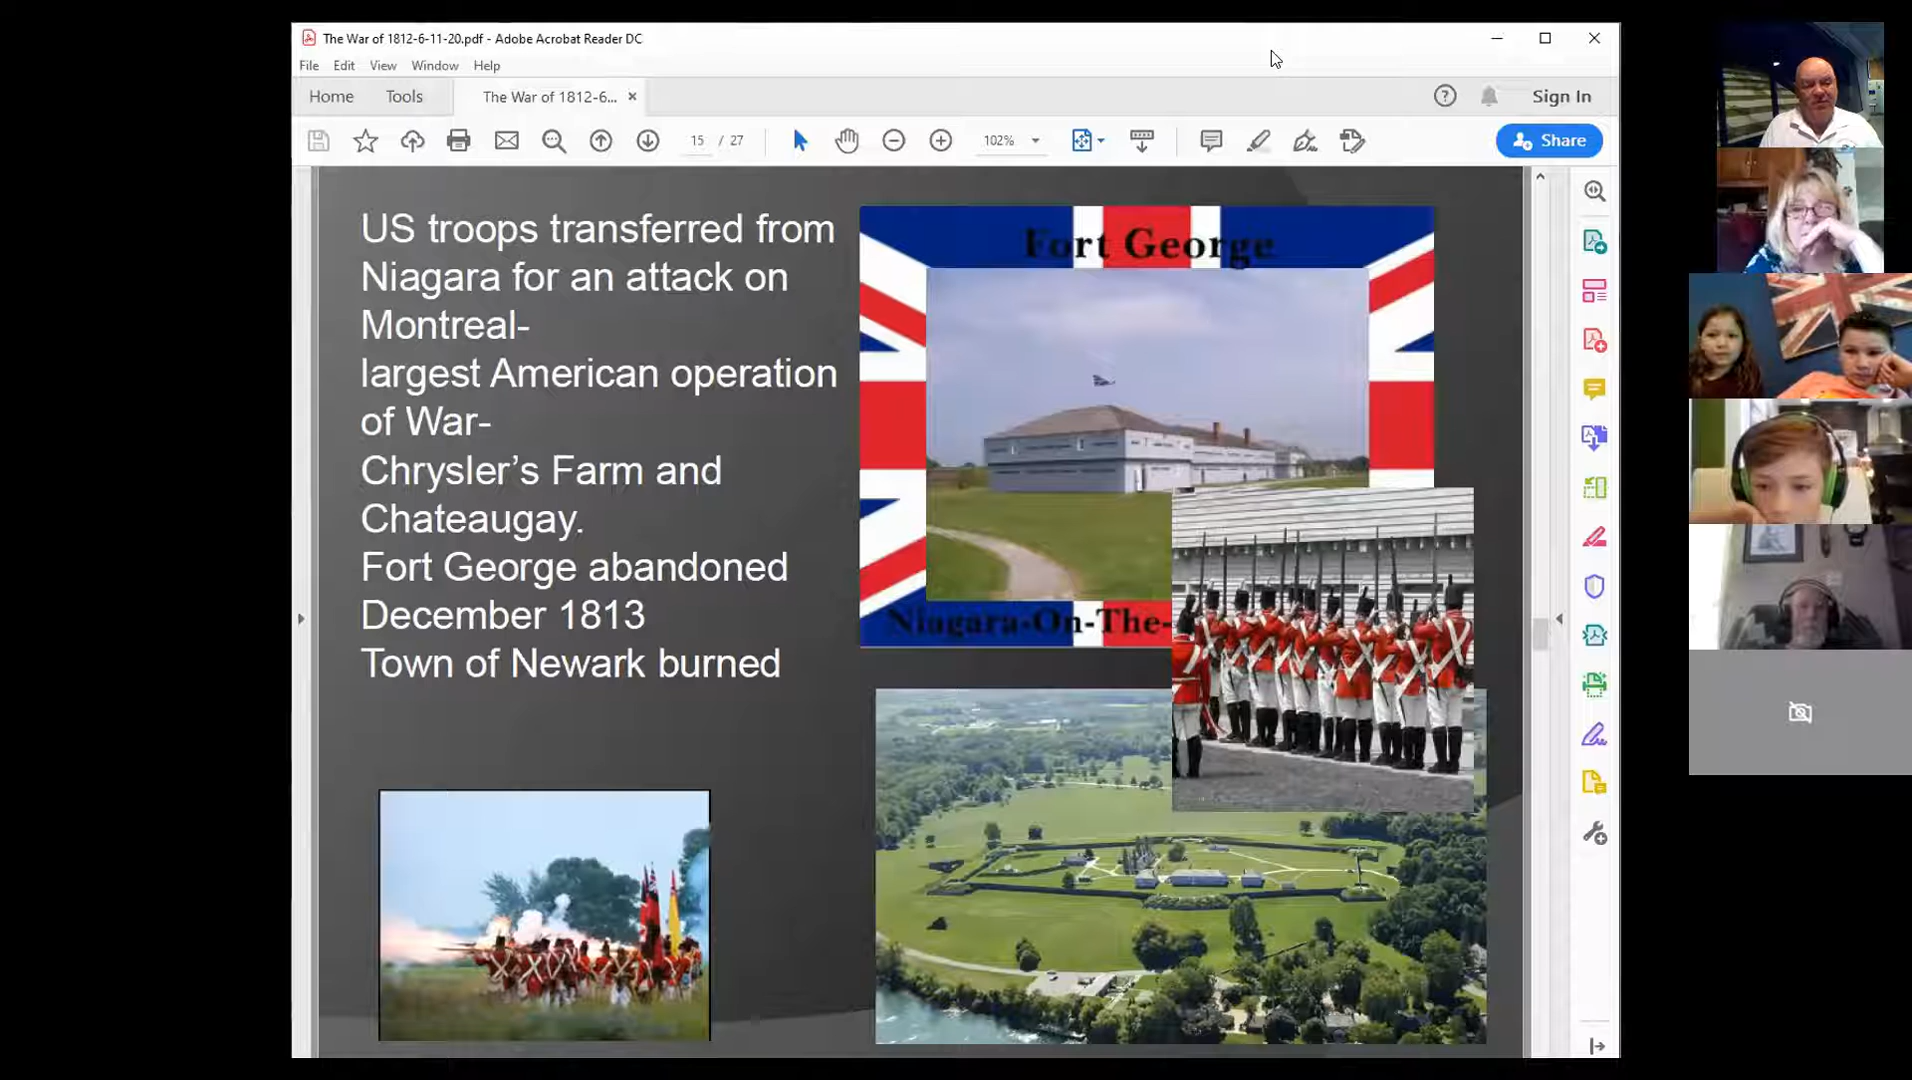 The War of 1812-6-11-20.pdf - Adobe Acrobat Reader DC
File Edit View Window Help
Home Tools The War of 1812-6... × Sign In
15 / 27 102% Share
US troops transferred from
Niagara for an attack on
Montreal-
largest American operation
of War-
Chrysler’s Farm and
Chateaugay.
Fort George abandoned
December 1813
Town of Newark burned
Fort George
Niagara-On-The-